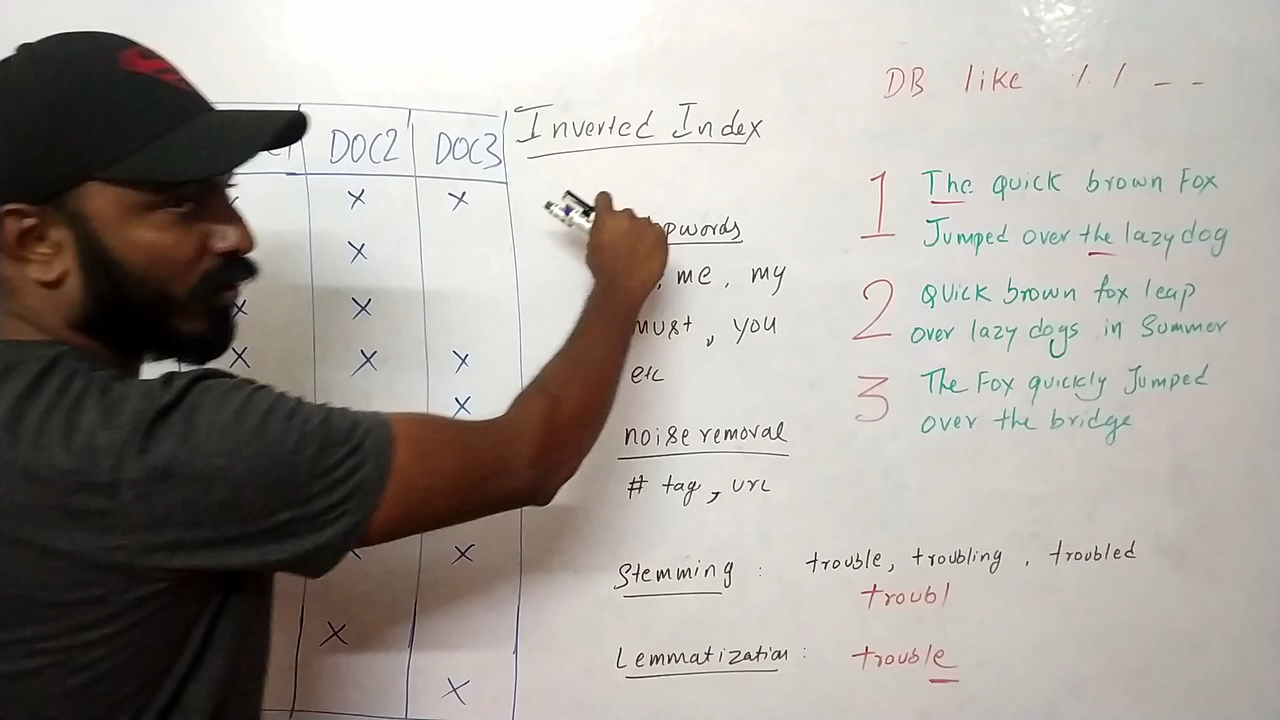 DOC2 DOC3
Inverted Index
me, my
must, you
etc
noise removal
# tag, URL
Stemming : trouble, troubling, troubled
troubl
Lemmatization : trouble
DB like % / _ _
1 The quick brown Fox
Jumped over the lazy dog
2 Quick brown fox leap
over lazy dogs in Summer
3 The Fox quickly Jumped
over the bridge